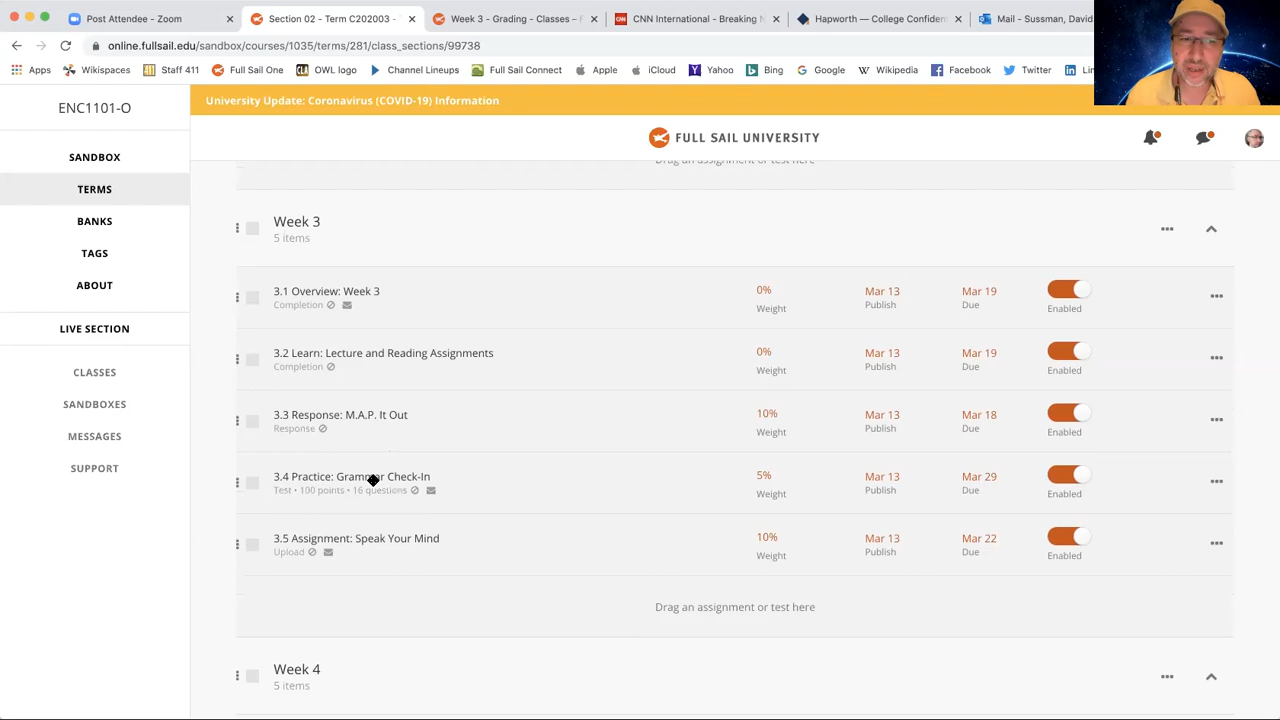 Post Attendee - Zoom
Section 02 - Term C202003 -
Week 3 - Grading - Classes –
CNN International - Breaking N
Hapworth — College Confident
Mail - Sussman, David
online.fullsail.edu/sandbox/courses/1035/terms/281/class_sections/99738
Apps Wikispaces Staff 411 Full Sail One OWL logo Channel Lineups Full Sail Connect Apple iCloud Yahoo Bing Google Wikipedia Facebook Twitter
ENC1101-O
University Update: Coronavirus (COVID-19) Information
FULL SAIL UNIVERSITY
SANDBOX
TERMS
BANKS
TAGS
ABOUT
LIVE SECTION
CLASSES
SANDBOXES
MESSAGES
SUPPORT
Drag an assignment or test here
Week 3
5 items
3.1 Overview: Week 3 0% Mar 13 Mar 19
Completion Weight Publish Due Enabled
3.2 Learn: Lecture and Reading Assignments 0% Mar 13 Mar 19
Completion Weight Publish Due Enabled
3.3 Response: M.A.P. It Out 10% Mar 13 Mar 18
Response Weight Publish Due Enabled
3.4 Practice: Grammar Check-In 5% Mar 13 Mar 29
Test • 100 points • 16 questions Weight Publish Due Enabled
3.5 Assignment: Speak Your Mind 10% Mar 13 Mar 22
Upload Weight Publish Due Enabled
Drag an assignment or test here
Week 4
5 items